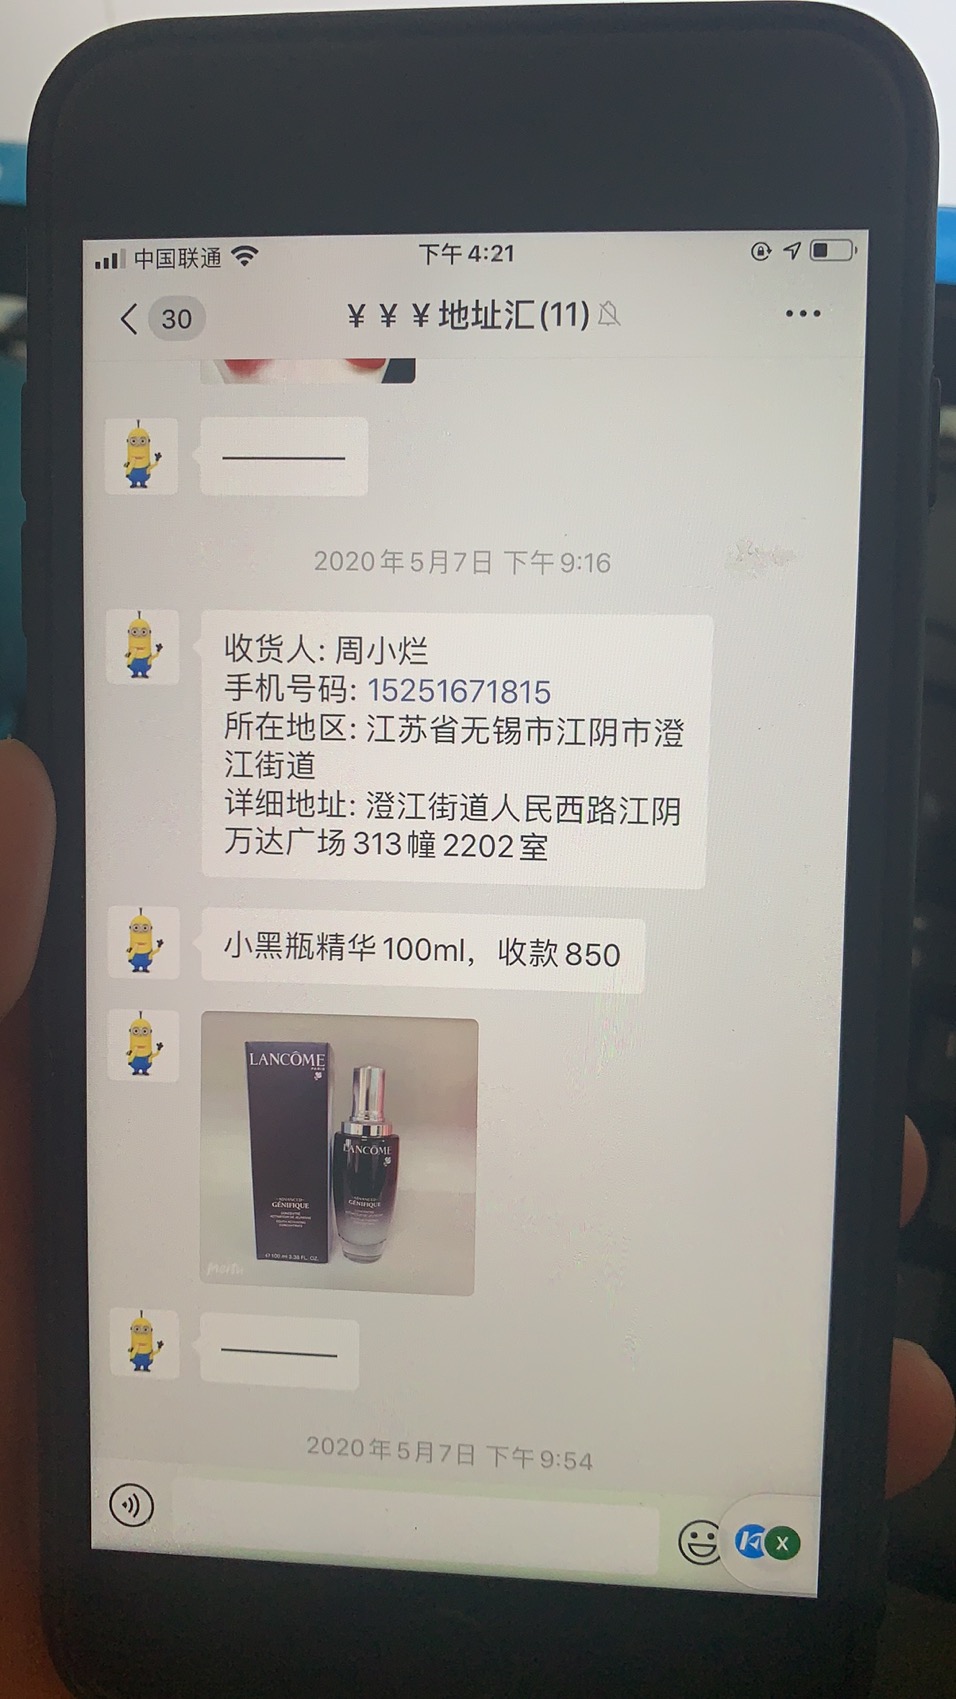 中国联通
下午4:21
30
￥￥￥地址汇(11)
2020年5月7日 下午9:16
收货人: 周小烂
手机号码: 15251671815
所在地区: 江苏省无锡市江阴市澄
江街道
详细地址: 澄江街道人民西路江阴
万达广场313幢2202室
小黑瓶精华100ml，收款850
LANCÔME
PARIS
ADVANCED
GÉNIFIQUE
LANCÔME
ADVANCED
GÉNIFIQUE
2020年5月7日 下午9:54
X